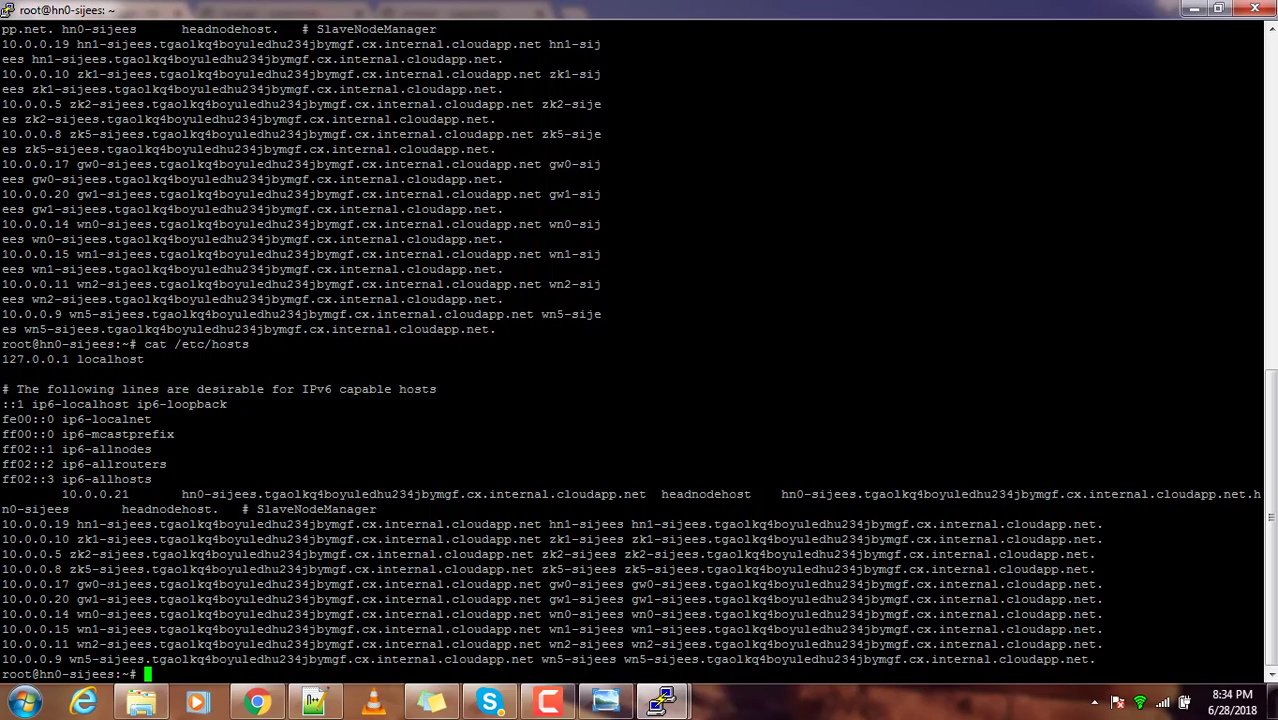 root@hn0-sijees: ~
pp.net. hn0-sijees      headnodehost.   # SlaveNodeManager
10.0.0.19 hn1-sijees.tgaolkq4boyuledhu234jbymgf.cx.internal.cloudapp.net hn1-sij
ees hn1-sijees.tgaolkq4boyuledhu234jbymgf.cx.internal.cloudapp.net.
10.0.0.10 zk1-sijees.tgaolkq4boyuledhu234jbymgf.cx.internal.cloudapp.net zk1-sij
ees zk1-sijees.tgaolkq4boyuledhu234jbymgf.cx.internal.cloudapp.net.
10.0.0.5 zk2-sijees.tgaolkq4boyuledhu234jbymgf.cx.internal.cloudapp.net zk2-sije
es zk2-sijees.tgaolkq4boyuledhu234jbymgf.cx.internal.cloudapp.net.
10.0.0.8 zk5-sijees.tgaolkq4boyuledhu234jbymgf.cx.internal.cloudapp.net zk5-sije
es zk5-sijees.tgaolkq4boyuledhu234jbymgf.cx.internal.cloudapp.net.
10.0.0.17 gw0-sijees.tgaolkq4boyuledhu234jbymgf.cx.internal.cloudapp.net gw0-sij
ees gw0-sijees.tgaolkq4boyuledhu234jbymgf.cx.internal.cloudapp.net.
10.0.0.20 gw1-sijees.tgaolkq4boyuledhu234jbymgf.cx.internal.cloudapp.net gw1-sij
ees gw1-sijees.tgaolkq4boyuledhu234jbymgf.cx.internal.cloudapp.net.
10.0.0.14 wn0-sijees.tgaolkq4boyuledhu234jbymgf.cx.internal.cloudapp.net wn0-sij
ees wn0-sijees.tgaolkq4boyuledhu234jbymgf.cx.internal.cloudapp.net.
10.0.0.15 wn1-sijees.tgaolkq4boyuledhu234jbymgf.cx.internal.cloudapp.net wn1-sij
ees wn1-sijees.tgaolkq4boyuledhu234jbymgf.cx.internal.cloudapp.net.
10.0.0.11 wn2-sijees.tgaolkq4boyuledhu234jbymgf.cx.internal.cloudapp.net wn2-sij
ees wn2-sijees.tgaolkq4boyuledhu234jbymgf.cx.internal.cloudapp.net.
10.0.0.9 wn5-sijees.tgaolkq4boyuledhu234jbymgf.cx.internal.cloudapp.net wn5-sije
es wn5-sijees.tgaolkq4boyuledhu234jbymgf.cx.internal.cloudapp.net.
root@hn0-sijees:~# cat /etc/hosts
127.0.0.1 localhost
# The following lines are desirable for IPv6 capable hosts
::1 ip6-localhost ip6-loopback
fe00::0 ip6-localnet
ff00::0 ip6-mcastprefix
ff02::1 ip6-allnodes
ff02::2 ip6-allrouters
ff02::3 ip6-allhosts
10.0.0.21       hn0-sijees.tgaolkq4boyuledhu234jbymgf.cx.internal.cloudapp.net  headnodehost    hn0-sijees.tgaolkq4boyuledhu234jbymgf.cx.internal.cloudapp.net.h
n0-sijees       headnodehost.   # SlaveNodeManager
10.0.0.19 hn1-sijees.tgaolkq4boyuledhu234jbymgf.cx.internal.cloudapp.net hn1-sijees hn1-sijees.tgaolkq4boyuledhu234jbymgf.cx.internal.cloudapp.net.
10.0.0.10 zk1-sijees.tgaolkq4boyuledhu234jbymgf.cx.internal.cloudapp.net zk1-sijees zk1-sijees.tgaolkq4boyuledhu234jbymgf.cx.internal.cloudapp.net.
10.0.0.5 zk2-sijees.tgaolkq4boyuledhu234jbymgf.cx.internal.cloudapp.net zk2-sijees zk2-sijees.tgaolkq4boyuledhu234jbymgf.cx.internal.cloudapp.net.
10.0.0.8 zk5-sijees.tgaolkq4boyuledhu234jbymgf.cx.internal.cloudapp.net zk5-sijees zk5-sijees.tgaolkq4boyuledhu234jbymgf.cx.internal.cloudapp.net.
10.0.0.17 gw0-sijees.tgaolkq4boyuledhu234jbymgf.cx.internal.cloudapp.net gw0-sijees gw0-sijees.tgaolkq4boyuledhu234jbymgf.cx.internal.cloudapp.net.
10.0.0.20 gw1-sijees.tgaolkq4boyuledhu234jbymgf.cx.internal.cloudapp.net gw1-sijees gw1-sijees.tgaolkq4boyuledhu234jbymgf.cx.internal.cloudapp.net.
10.0.0.14 wn0-sijees.tgaolkq4boyuledhu234jbymgf.cx.internal.cloudapp.net wn0-sijees wn0-sijees.tgaolkq4boyuledhu234jbymgf.cx.internal.cloudapp.net.
10.0.0.15 wn1-sijees.tgaolkq4boyuledhu234jbymgf.cx.internal.cloudapp.net wn1-sijees wn1-sijees.tgaolkq4boyuledhu234jbymgf.cx.internal.cloudapp.net.
10.0.0.11 wn2-sijees.tgaolkq4boyuledhu234jbymgf.cx.internal.cloudapp.net wn2-sijees wn2-sijees.tgaolkq4boyuledhu234jbymgf.cx.internal.cloudapp.net.
10.0.0.9 wn5-sijees.tgaolkq4boyuledhu234jbymgf.cx.internal.cloudapp.net wn5-sijees wn5-sijees.tgaolkq4boyuledhu234jbymgf.cx.internal.cloudapp.net.
root@hn0-sijees:~#
8:34 PM
6/28/2018